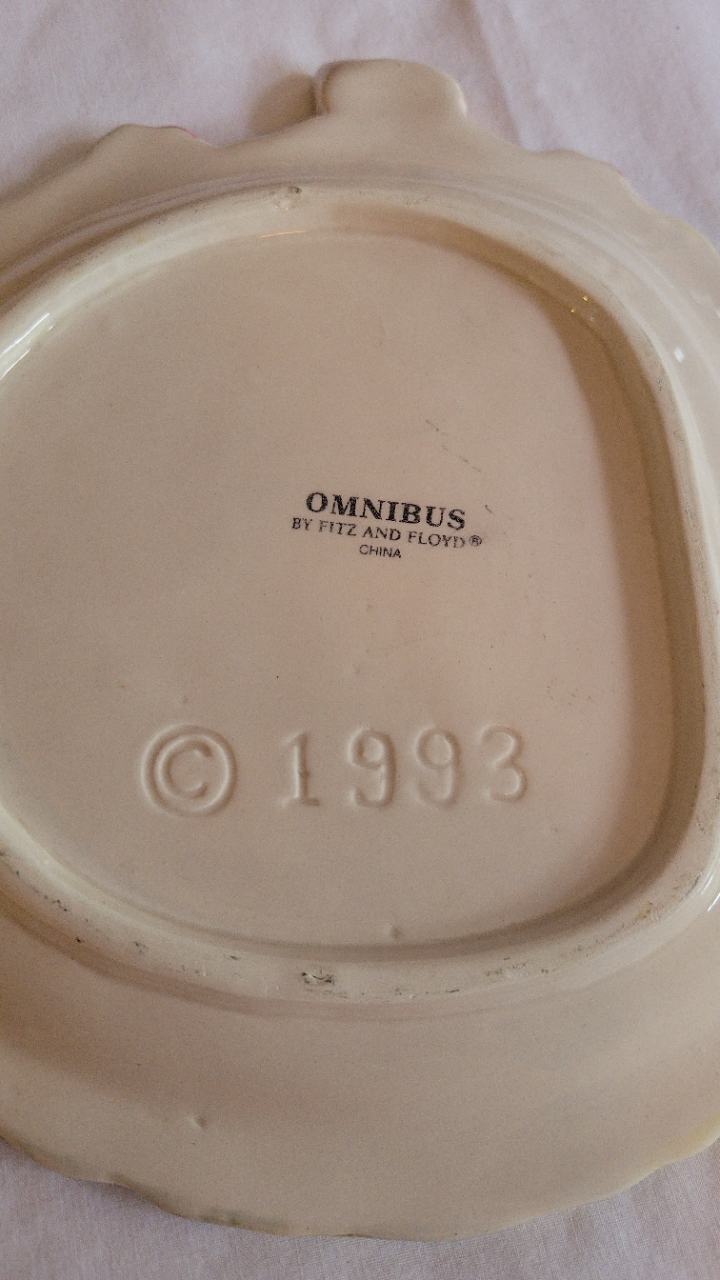 OMNIBUS
BY FITZ AND FLOYD®
CHINA
© 1993